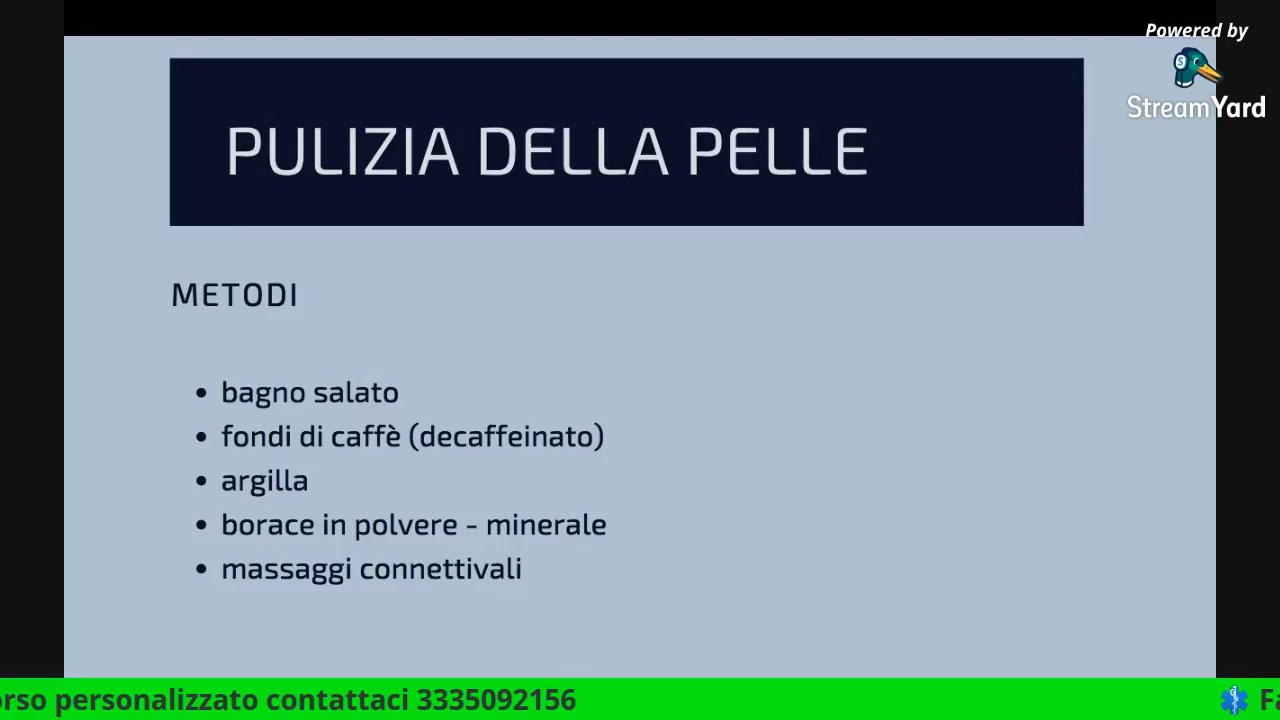 Powered by
StreamYard
PULIZIA DELLA PELLE
METODI
• bagno salato
• fondi di caffè (decaffeinato)
• argilla
• borace in polvere - minerale
• massaggi connettivali
orso personalizzato contattaci 3335092156
Fa